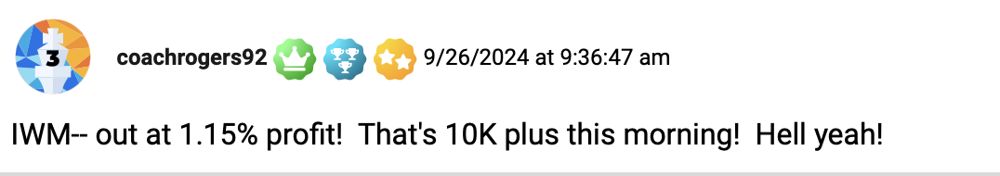 3
coachrogers92 9/26/2024 at 9:36:47 am
IWM-- out at 1.15% profit!  That's 10K plus this morning!  Hell yeah!